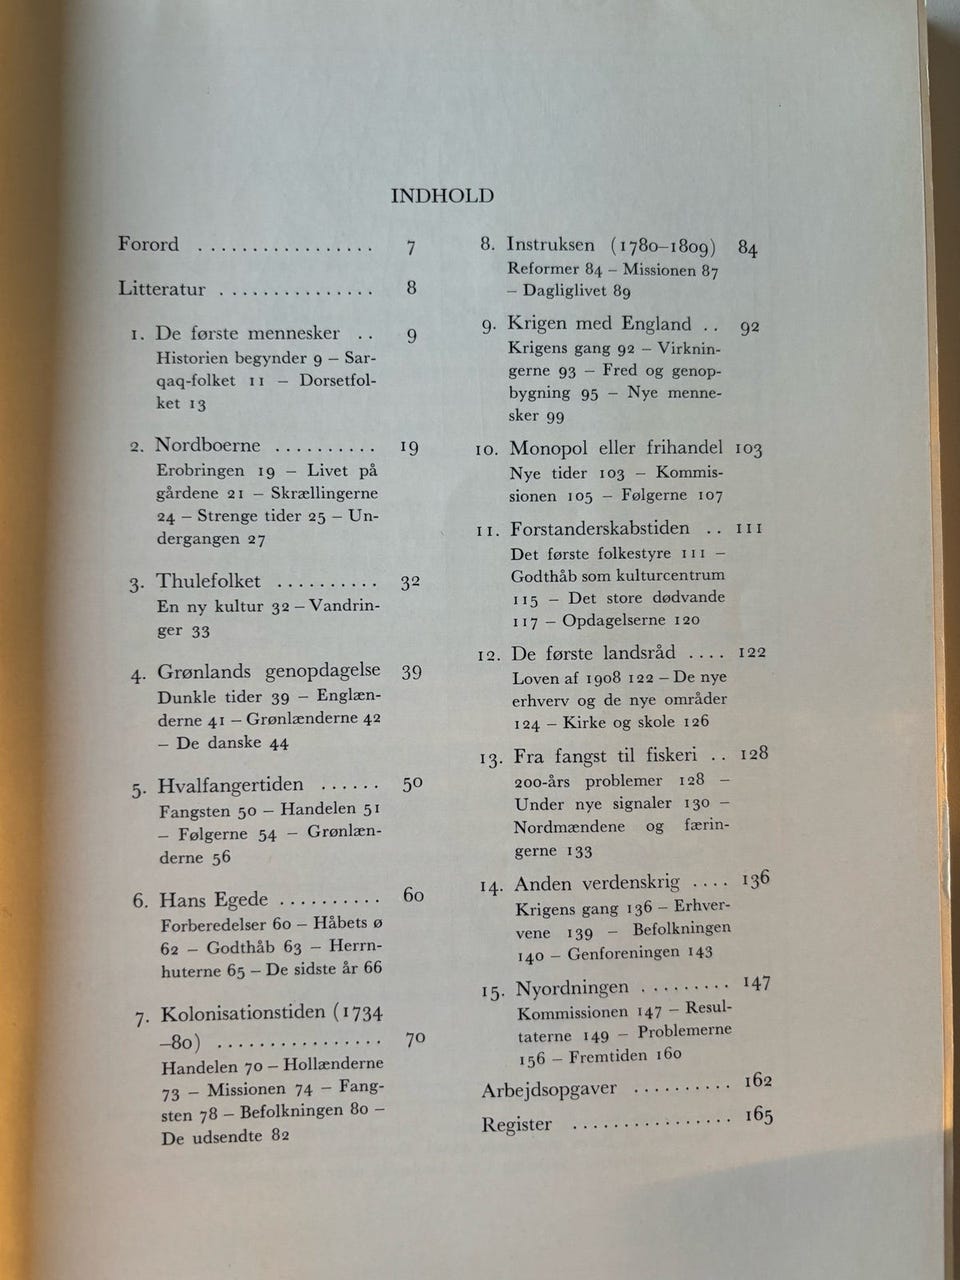 INDHOLD
Forord ................. 7
Litteratur ............... 8
1. De første mennesker .. 9
Historien begynder 9 – Sar-
qaq-folket 11 – Dorsetfol-
ket 13
2. Nordboerne .......... 19
Erobringen 19 – Livet på
gårdene 21 – Skrællingerne
24 – Strenge tider 25 – Un-
dergangen 27
3. Thulefolket .......... 32
En ny kultur 32 – Vandrin-
ger 33
4. Grønlands genopdagelse 39
Dunkle tider 39 – Englæn-
derne 41 – Grønlænderne 42
– De danske 44
5. Hvalfangertiden ...... 50
Fangsten 50 – Handelen 51
– Følgerne 54 – Grønlæn-
derne 56
6. Hans Egede .......... 60
Forberedelser 60 – Håbets ø
62 – Godthåb 63 – Herrn-
huterne 65 – De sidste år 66
7. Kolonisationstiden (1734
–80) ................ 70
Handelen 70 – Hollænderne
73 – Missionen 74 – Fang-
sten 78 – Befolkningen 80 –
De udsendte 82
8. Instruksen (1780–1809) 84
Reformer 84 – Missionen 87
– Dagliglivet 89
9. Krigen med England .. 92
Krigens gang 92 – Virknin-
gerne 93 – Fred og genop-
bygning 95 – Nye menne-
sker 99
10. Monopol eller frihandel 103
Nye tider 103 – Kommis-
sionen 105 – Følgerne 107
11. Forstanderskabstiden .. 111
Det første folkestyre 111 –
Godthåb som kulturcentrum
115 – Det store dødvande
117 – Opdagelserne 120
12. De første landsråd .... 122
Loven af 1908 122 – De nye
erhverv og de nye områder
124 – Kirke og skole 126
13. Fra fangst til fiskeri .. 128
200-års problemer 128 –
Under nye signaler 130 –
Nordmændene og færin-
gerne 133
14. Anden verdenskrig .... 136
Krigens gang 136 – Erhver-
vene 139 – Befolkningen
140 – Genforeningen 143
15. Nyordningen ......... 147
Kommissionen 147 – Resul-
taterne 149 – Problemerne
156 – Fremtiden 160
Arbejdsopgaver .......... 162
Register ................ 165